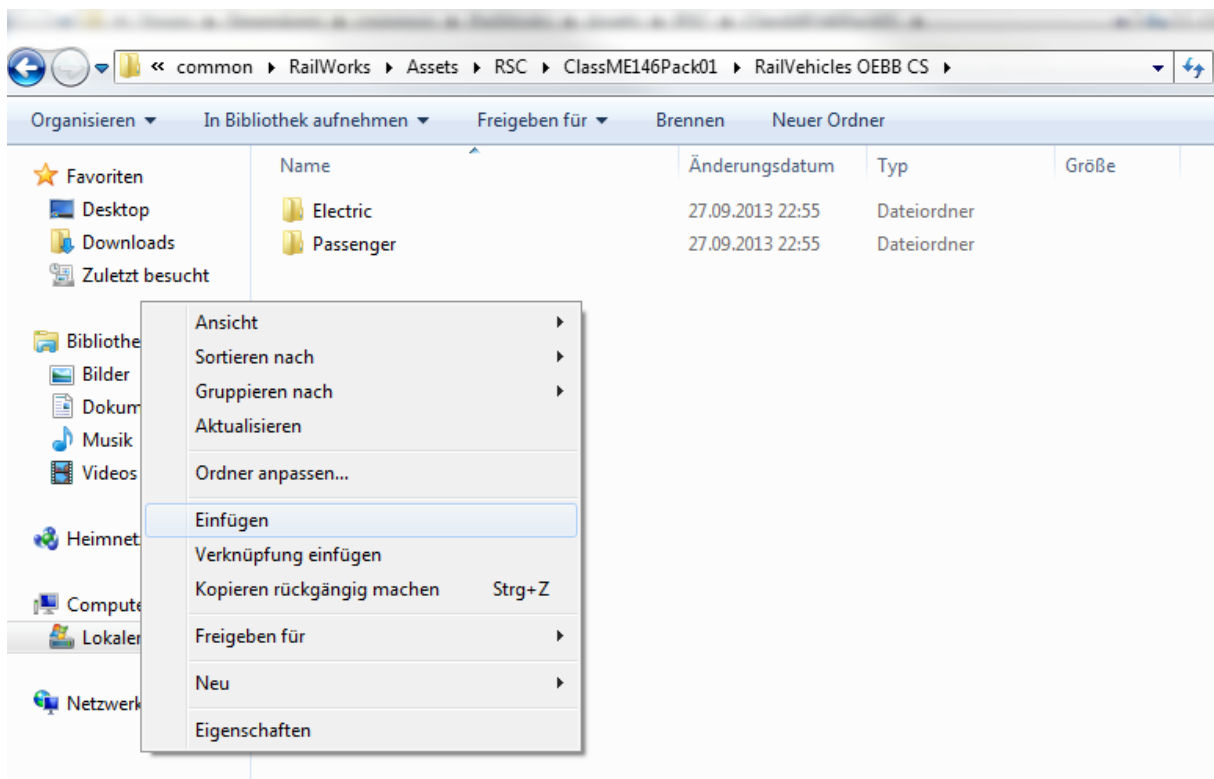 « common ▸ RailWorks ▸ Assets ▸ RSC ▸ ClassME146Pack01 ▸ RailVehicles OEBB CS ▸
Organisieren In Bibliothek aufnehmen Freigeben für Brennen Neuer Ordner
Name Änderungsdatum Typ Größe
Favoriten
Desktop
Downloads
Zuletzt besucht
Electric 27.09.2013 22:55 Dateiordner
Passenger 27.09.2013 22:55 Dateiordner
Bibliothe
Bilder
Dokum
Musik
Videos
Heimnet
Compute
Lokaler
Netzwerk
Ansicht
Sortieren nach
Gruppieren nach
Aktualisieren
Ordner anpassen...
Einfügen
Verknüpfung einfügen
Kopieren rückgängig machen Strg+Z
Freigeben für
Neu
Eigenschaften